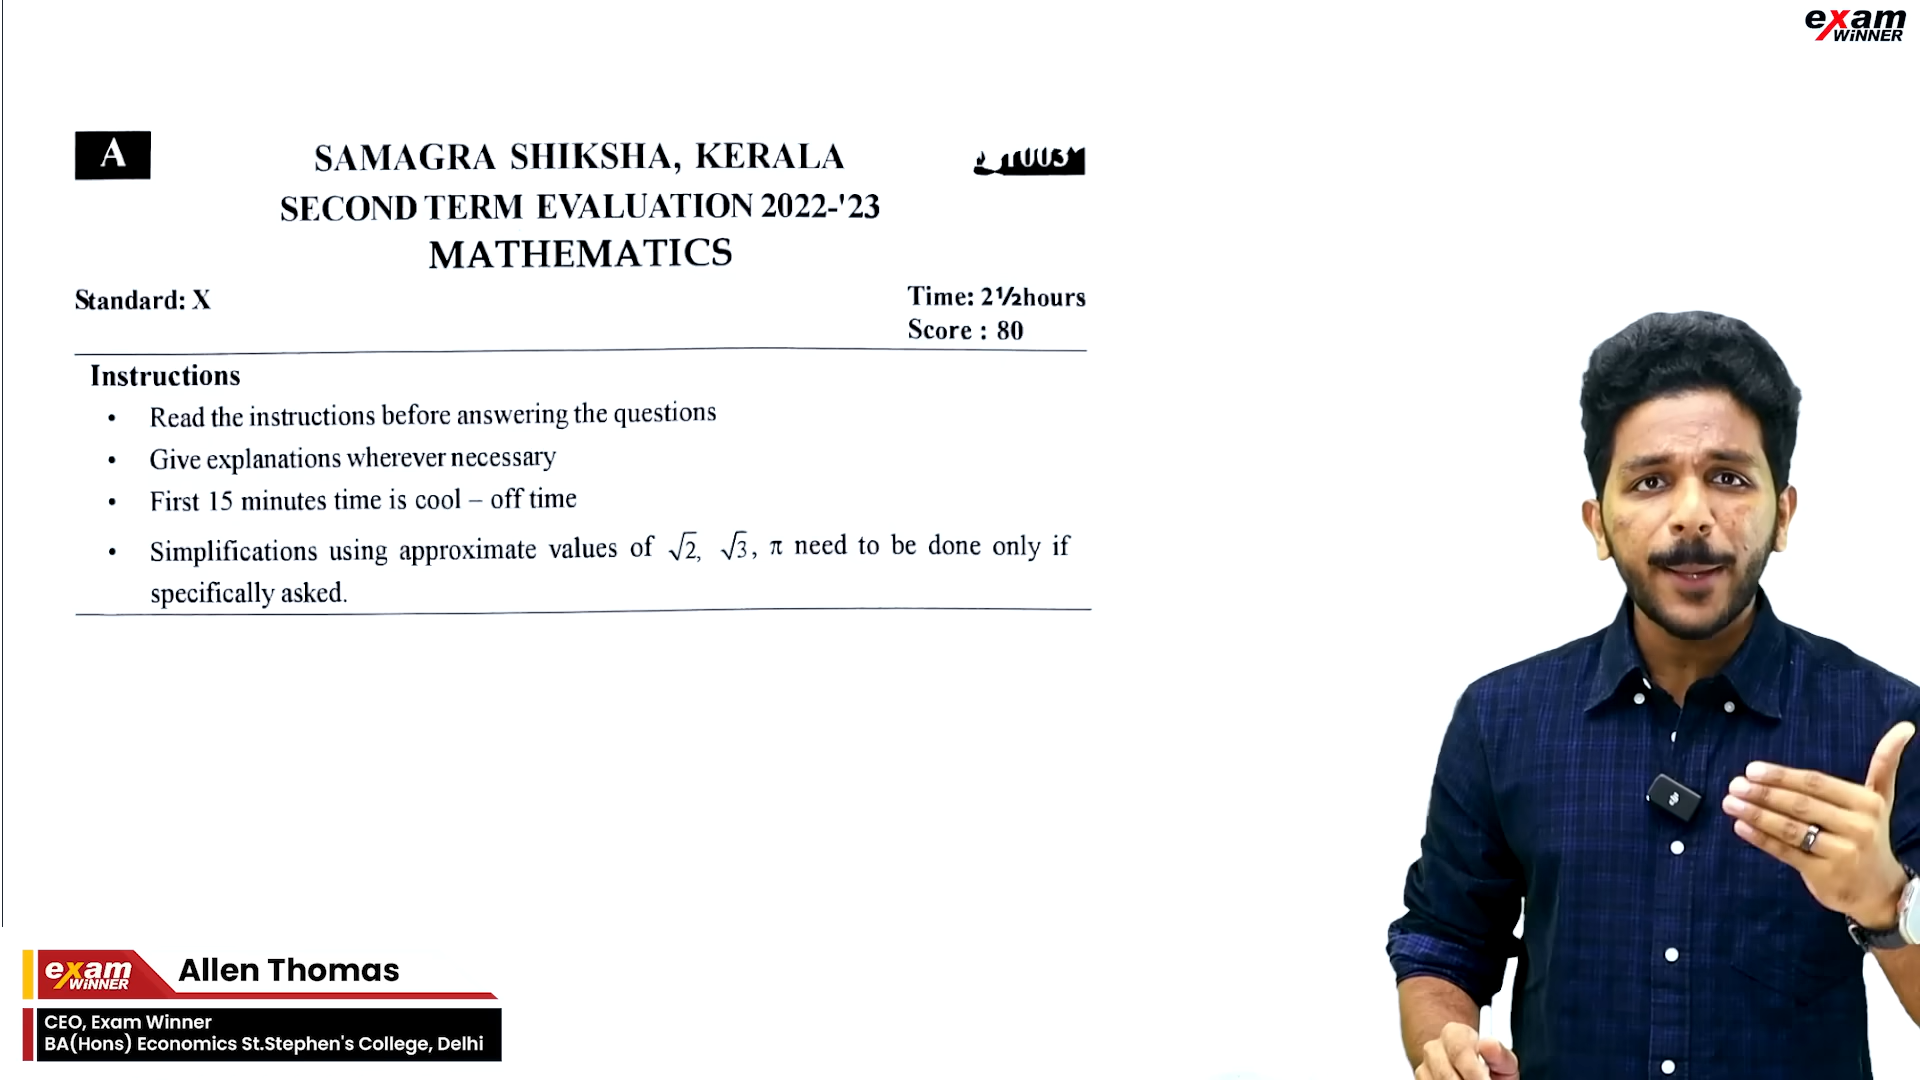 exam
WiNNER
A
SAMAGRA SHIKSHA, KERALA
1003
SECOND TERM EVALUATION 2022-'23
MATHEMATICS
Standard: X
Time: 2½hours
Score : 80
Instructions
• Read the instructions before answering the questions
• Give explanations wherever necessary
• First 15 minutes time is cool – off time
• Simplifications using approximate values of √2, √3, π need to be done only if
specifically asked.
exam
WiNNER
Allen Thomas
CEO, Exam Winner
BA(Hons) Economics St.Stephen's College, Delhi